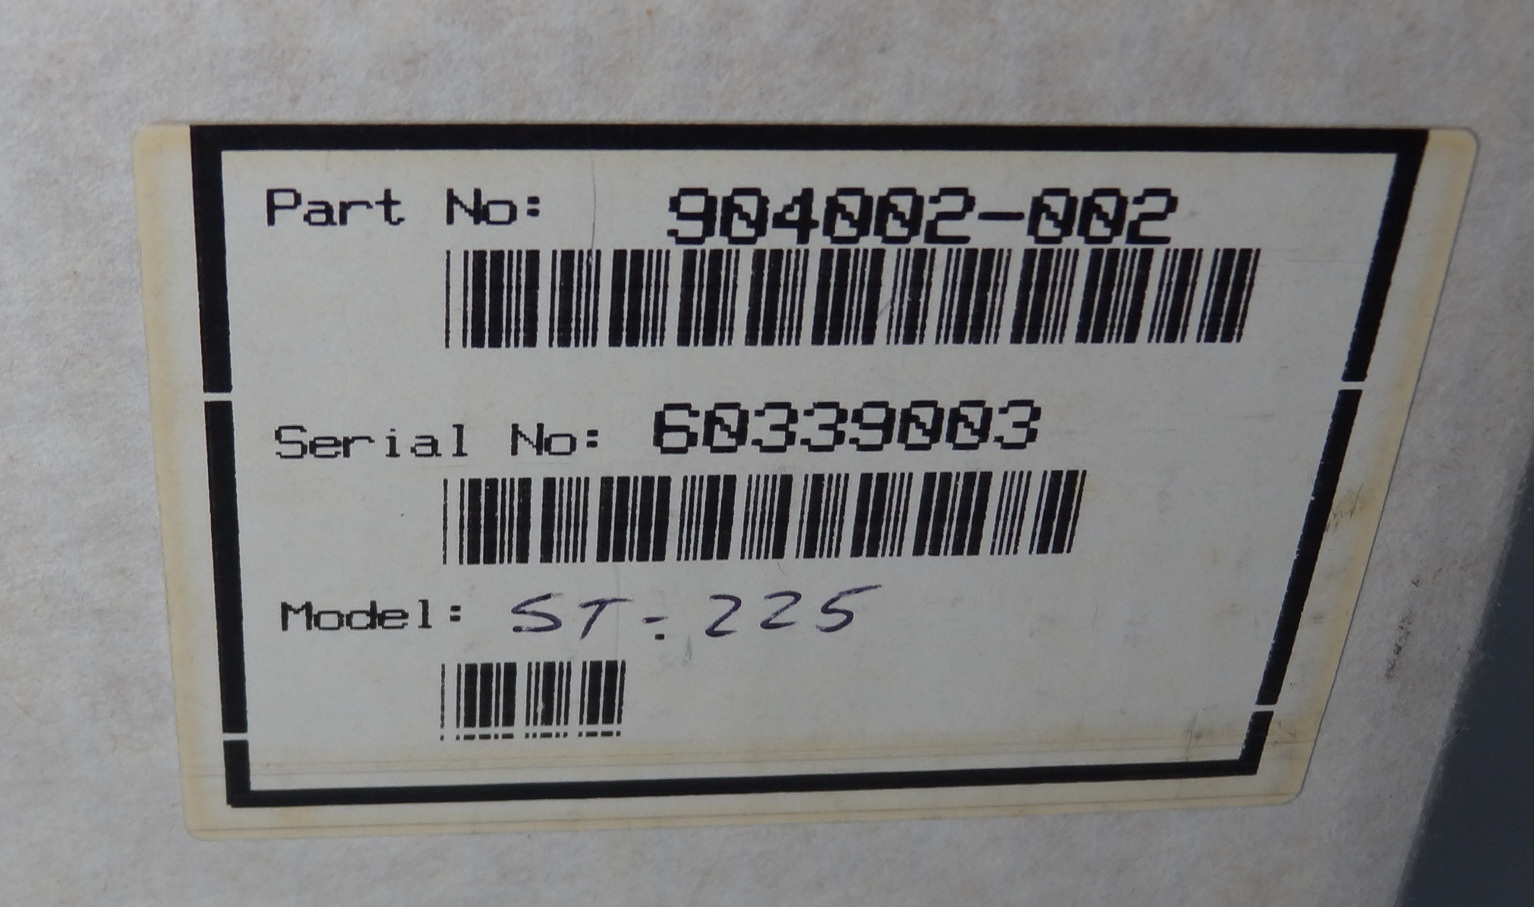 Part No: 904002-002
Serial No: 60339003
Model: ST-225